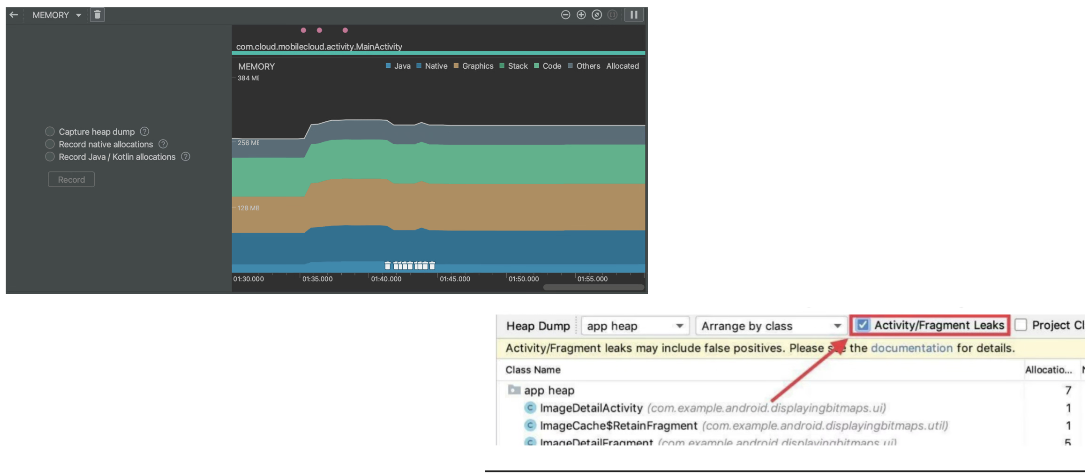 MEMORY
com.cloud.mobilecloud.activity.MainActivity
MEMORY
Java Native Graphics Stack Code Others Allocated
384 MI
256 MI
128 MI
Capture heap dump ?
Record native allocations ?
Record Java / Kotlin allocations ?
Record
01:30.000 01:35.000 01:40.000 01:45.000 01:50.000 01:55.000
Heap Dump app heap Arrange by class Activity/Fragment Leaks Project Cl
Activity/Fragment leaks may include false positives. Please see the documentation for details.
Class Name Allocatio...
app heap 7
ImageDetailActivity (com.example.android.displayingbitmaps.ui) 1
ImageCache$RetainFragment (com.example.android.displayingbitmaps.util) 1
ImageDetailFragment (com.example.android.displayingbitmaps.ui) 5